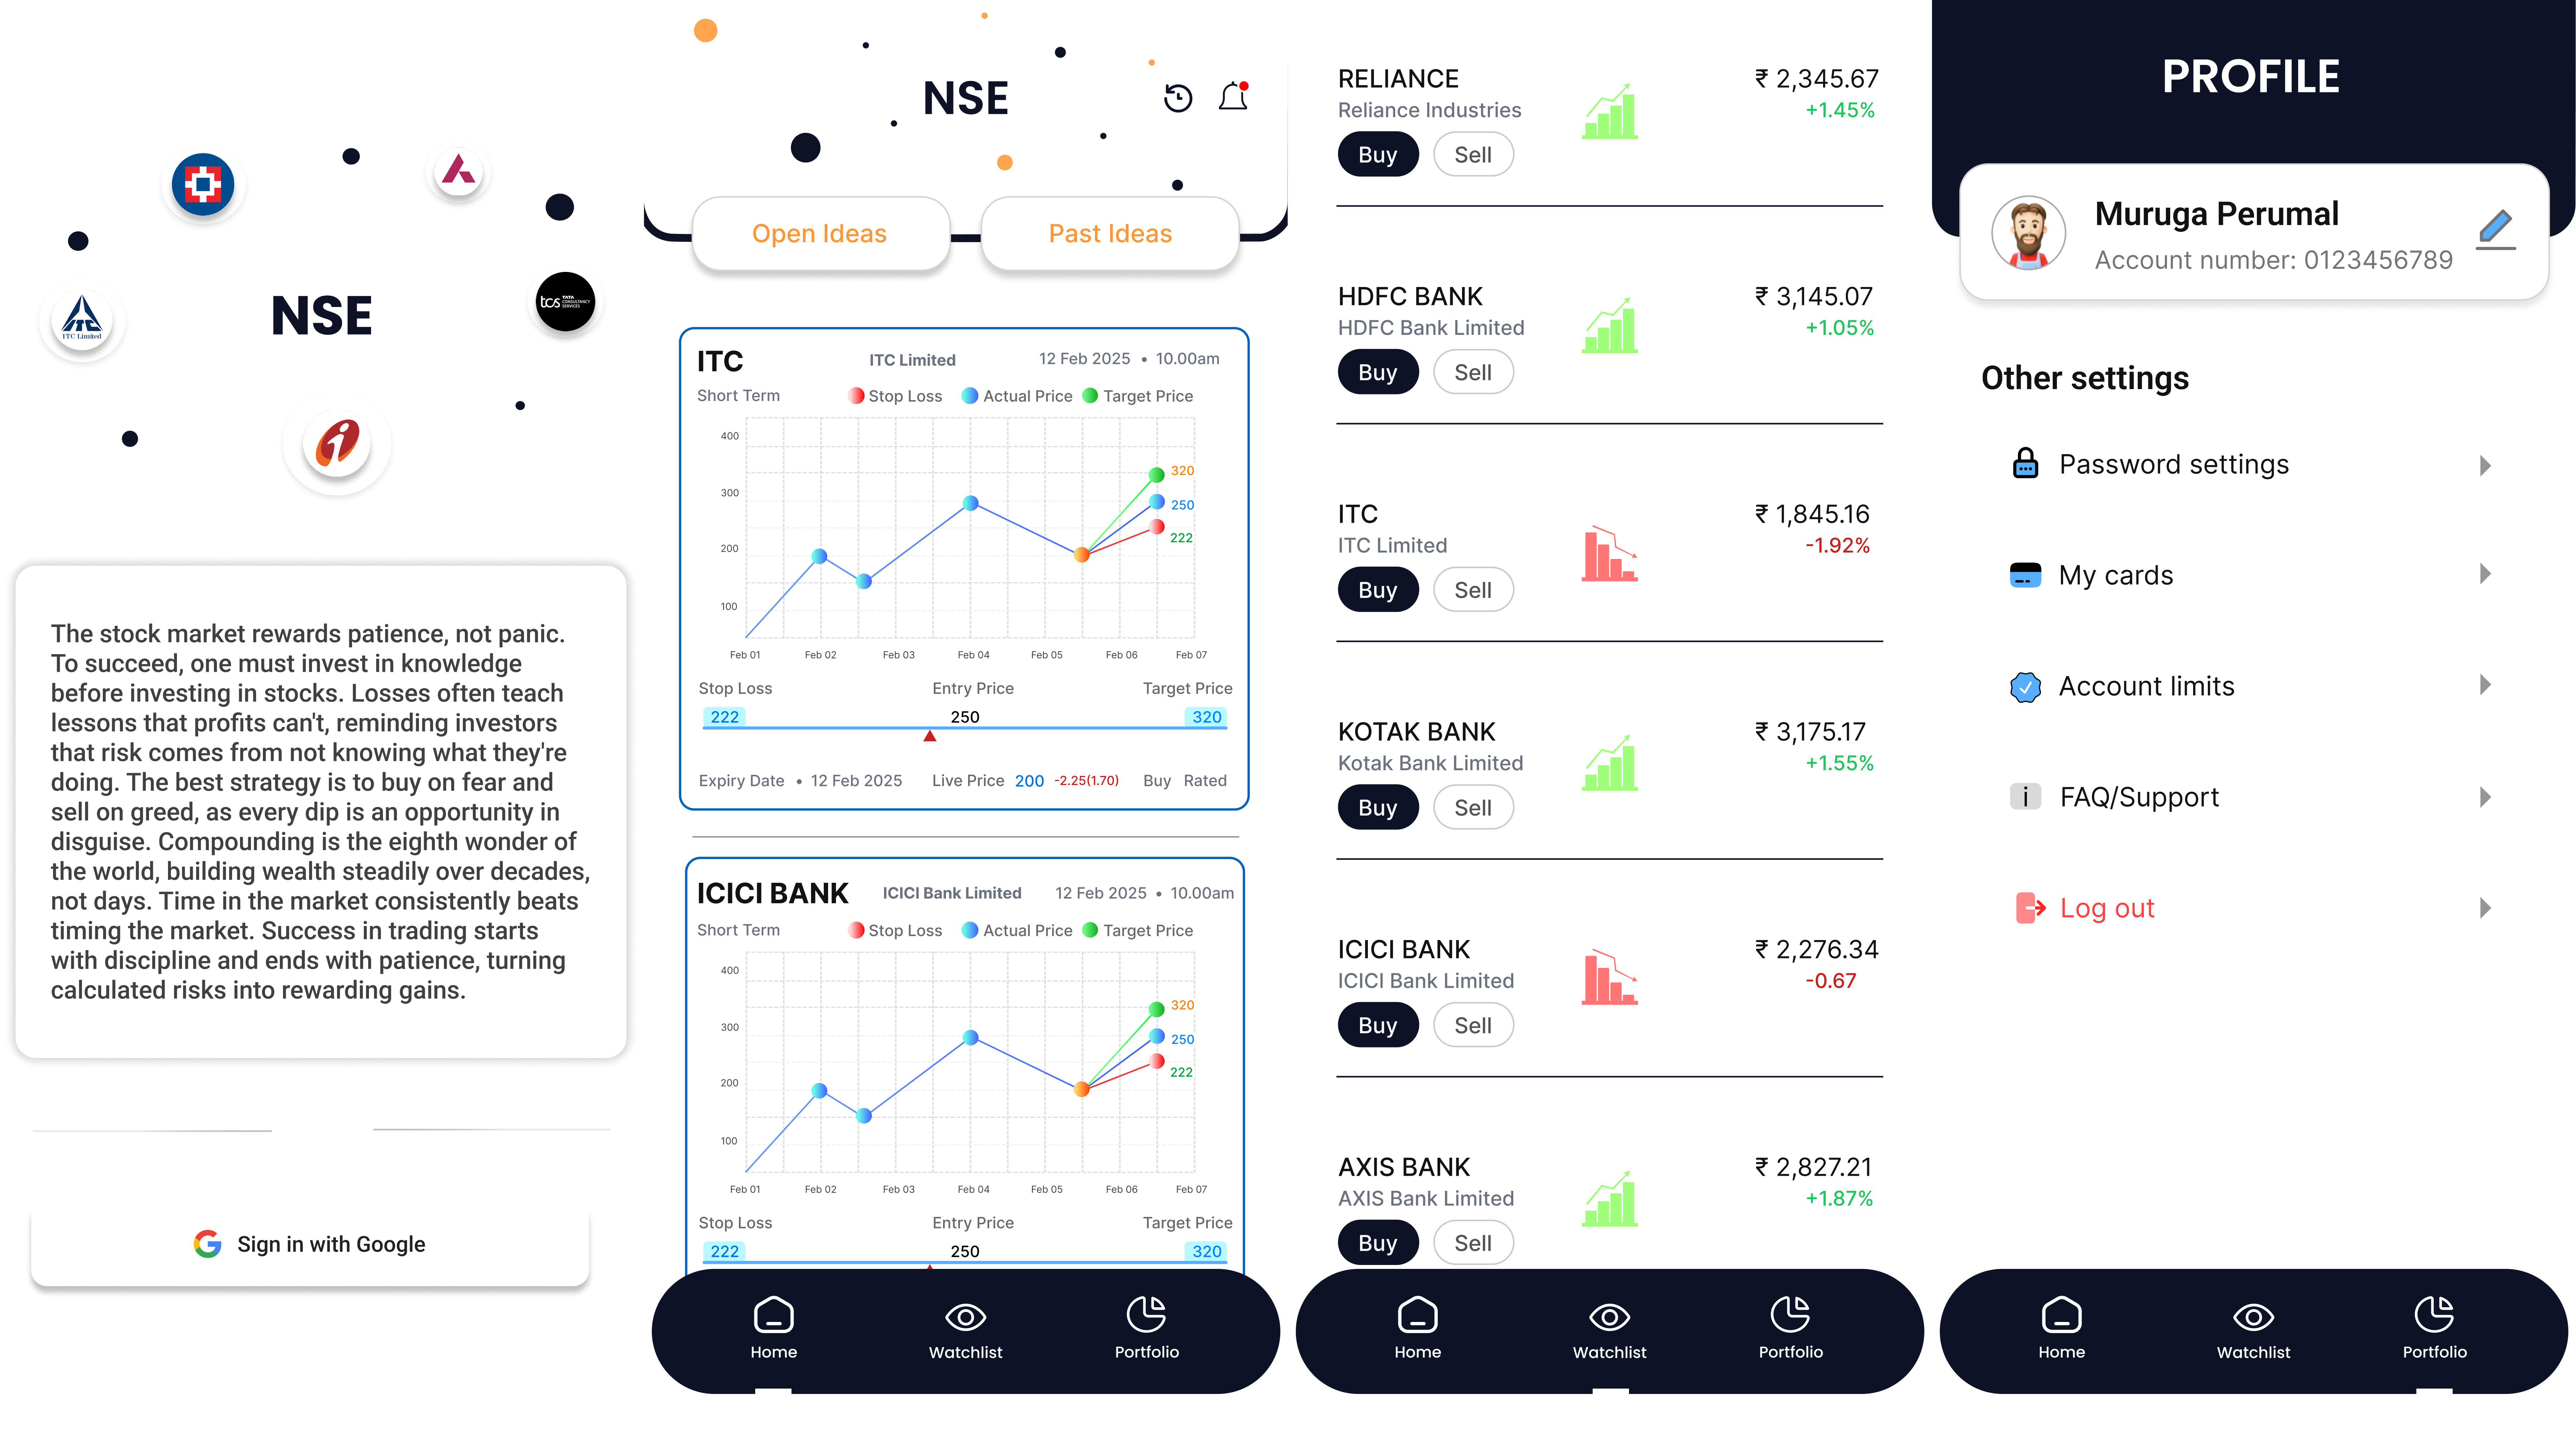 NSE
ITC
ITC Limited
tcs TATA
CONSULTANCY
SERVICES
i
The stock market rewards patience, not panic.
To succeed, one must invest in knowledge
before investing in stocks. Losses often teach
lessons that profits can't, reminding investors
that risk comes from not knowing what they're
doing. The best strategy is to buy on fear and
sell on greed, as every dip is an opportunity in
disguise. Compounding is the eighth wonder of
the world, building wealth steadily over decades,
not days. Time in the market consistently beats
timing the market. Success in trading starts
with discipline and ends with patience, turning
calculated risks into rewarding gains.
Sign in with Google
NSE
Open Ideas Past Ideas
ITC ITC Limited 12 Feb 2025 • 10.00am
Short Term Stop Loss Actual Price Target Price
400
320
300
250
222
200
100
Feb 01 Feb 02 Feb 03 Feb 04 Feb 05 Feb 06 Feb 07
Stop Loss Entry Price Target Price
222 250 320
Expiry Date • 12 Feb 2025 Live Price 200 -2.25(1.70) Buy Rated
ICICI BANK ICICI Bank Limited 12 Feb 2025 • 10.00am
Short Term Stop Loss Actual Price Target Price
400
320
300
250
222
200
100
Feb 01 Feb 02 Feb 03 Feb 04 Feb 05 Feb 06 Feb 07
Stop Loss Entry Price Target Price
222 250 320
Home Watchlist Portfolio
RELIANCE ₹ 2,345.67
Reliance Industries +1.45%
Buy Sell
HDFC BANK ₹ 3,145.07
HDFC Bank Limited +1.05%
Buy Sell
ITC ₹ 1,845.16
ITC Limited -1.92%
Buy Sell
KOTAK BANK ₹ 3,175.17
Kotak Bank Limited +1.55%
Buy Sell
ICICI BANK ₹ 2,276.34
ICICI Bank Limited -0.67
Buy Sell
AXIS BANK ₹ 2,827.21
AXIS Bank Limited +1.87%
Buy Sell
Home Watchlist Portfolio
PROFILE
Muruga Perumal
Account number: 0123456789
Other settings
Password settings
My cards
Account limits
i FAQ/Support
Log out
Home Watchlist Portfolio